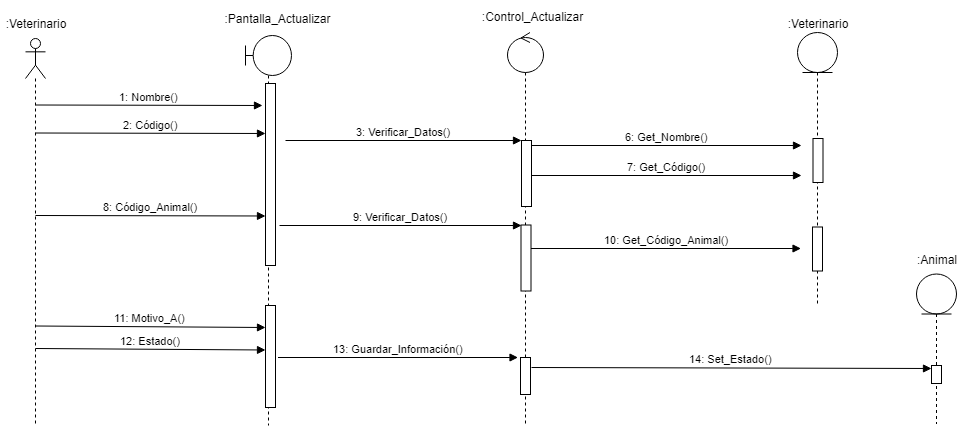 :Veterinario
:Pantalla_Actualizar
:Control_Actualizar
:Veterinario
1: Nombre()
2: Código()
3: Verificar_Datos()
6: Get_Nombre()
7: Get_Código()
8: Código_Animal()
9: Verificar_Datos()
10: Get_Código_Animal()
:Animal
11: Motivo_A()
12: Estado()
13: Guardar_Información()
14: Set_Estado()